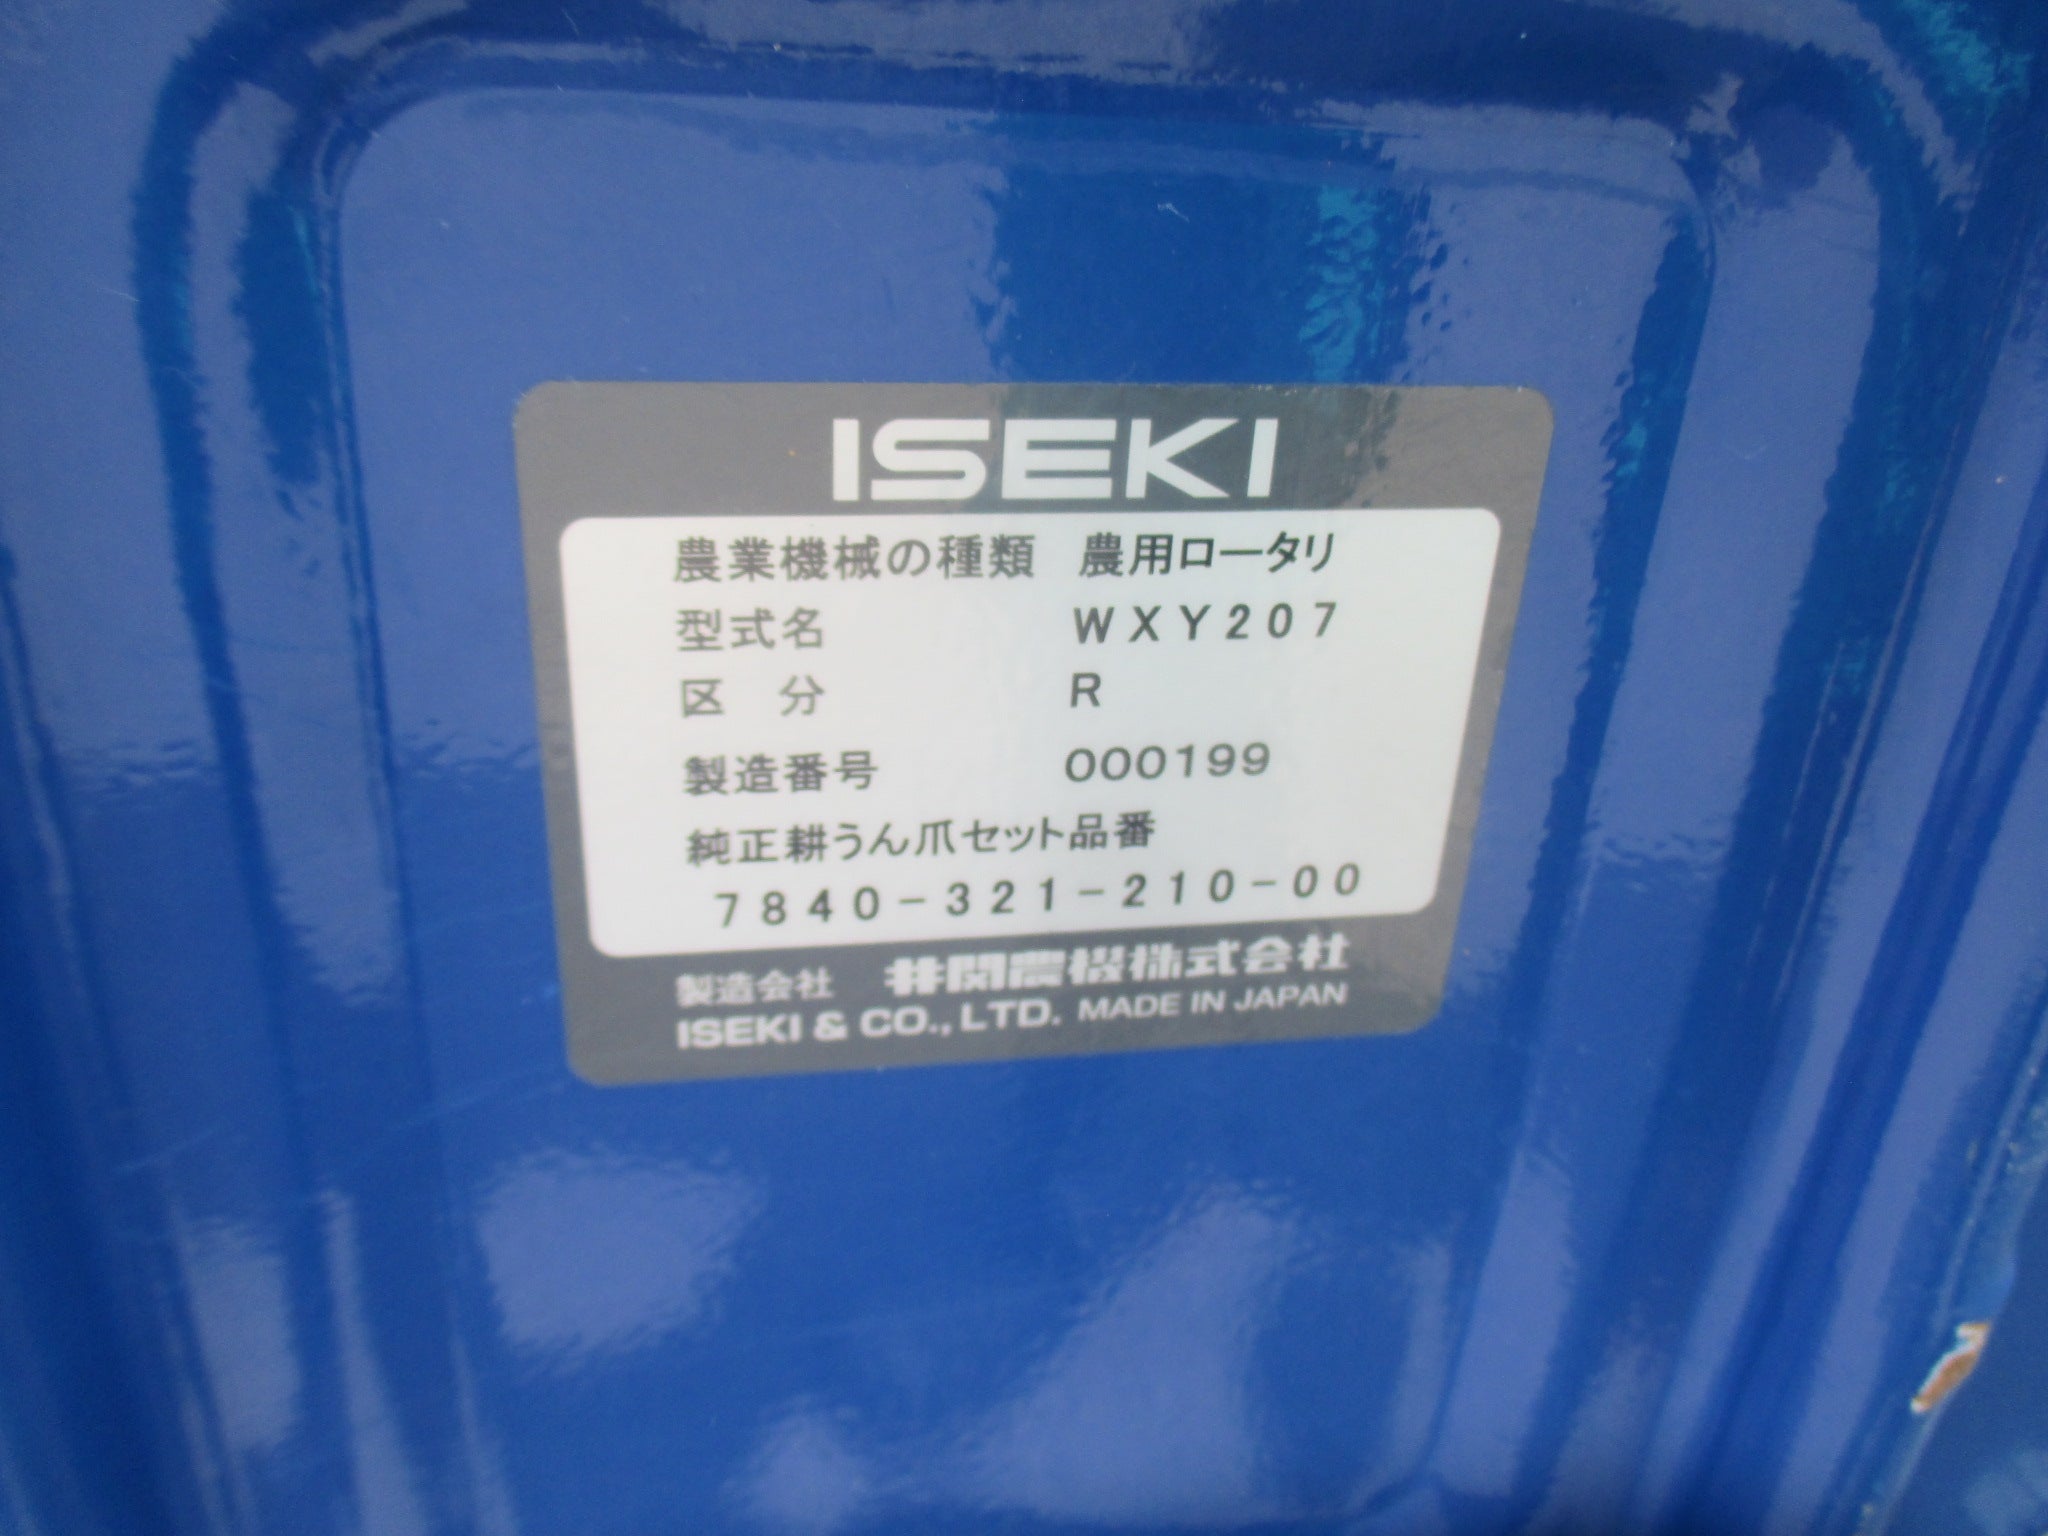 ISEKI
農業機械の種類 農用ロータリ
型式名 WXY207
区 分 R
製造番号 000199
純正耕うん爪セット品番
7840-321-210-00
製造会社 井関農機株式会社
ISEKI & CO., LTD. MADE IN JAPAN